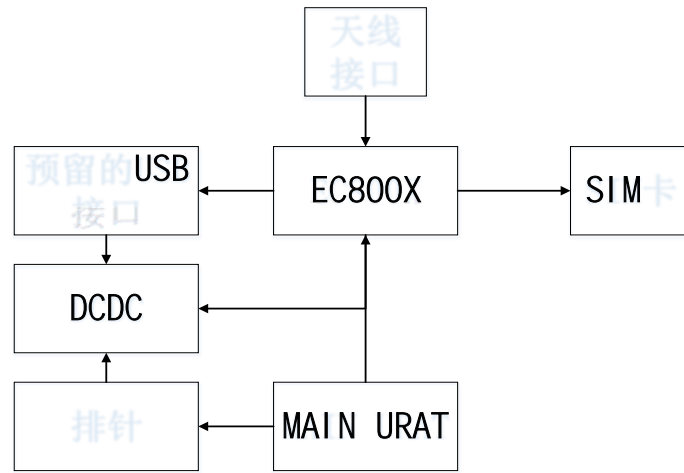 天线
接口
预留的USB
接口
EC800X
SIM卡
DCDC
排针
MAIN URAT